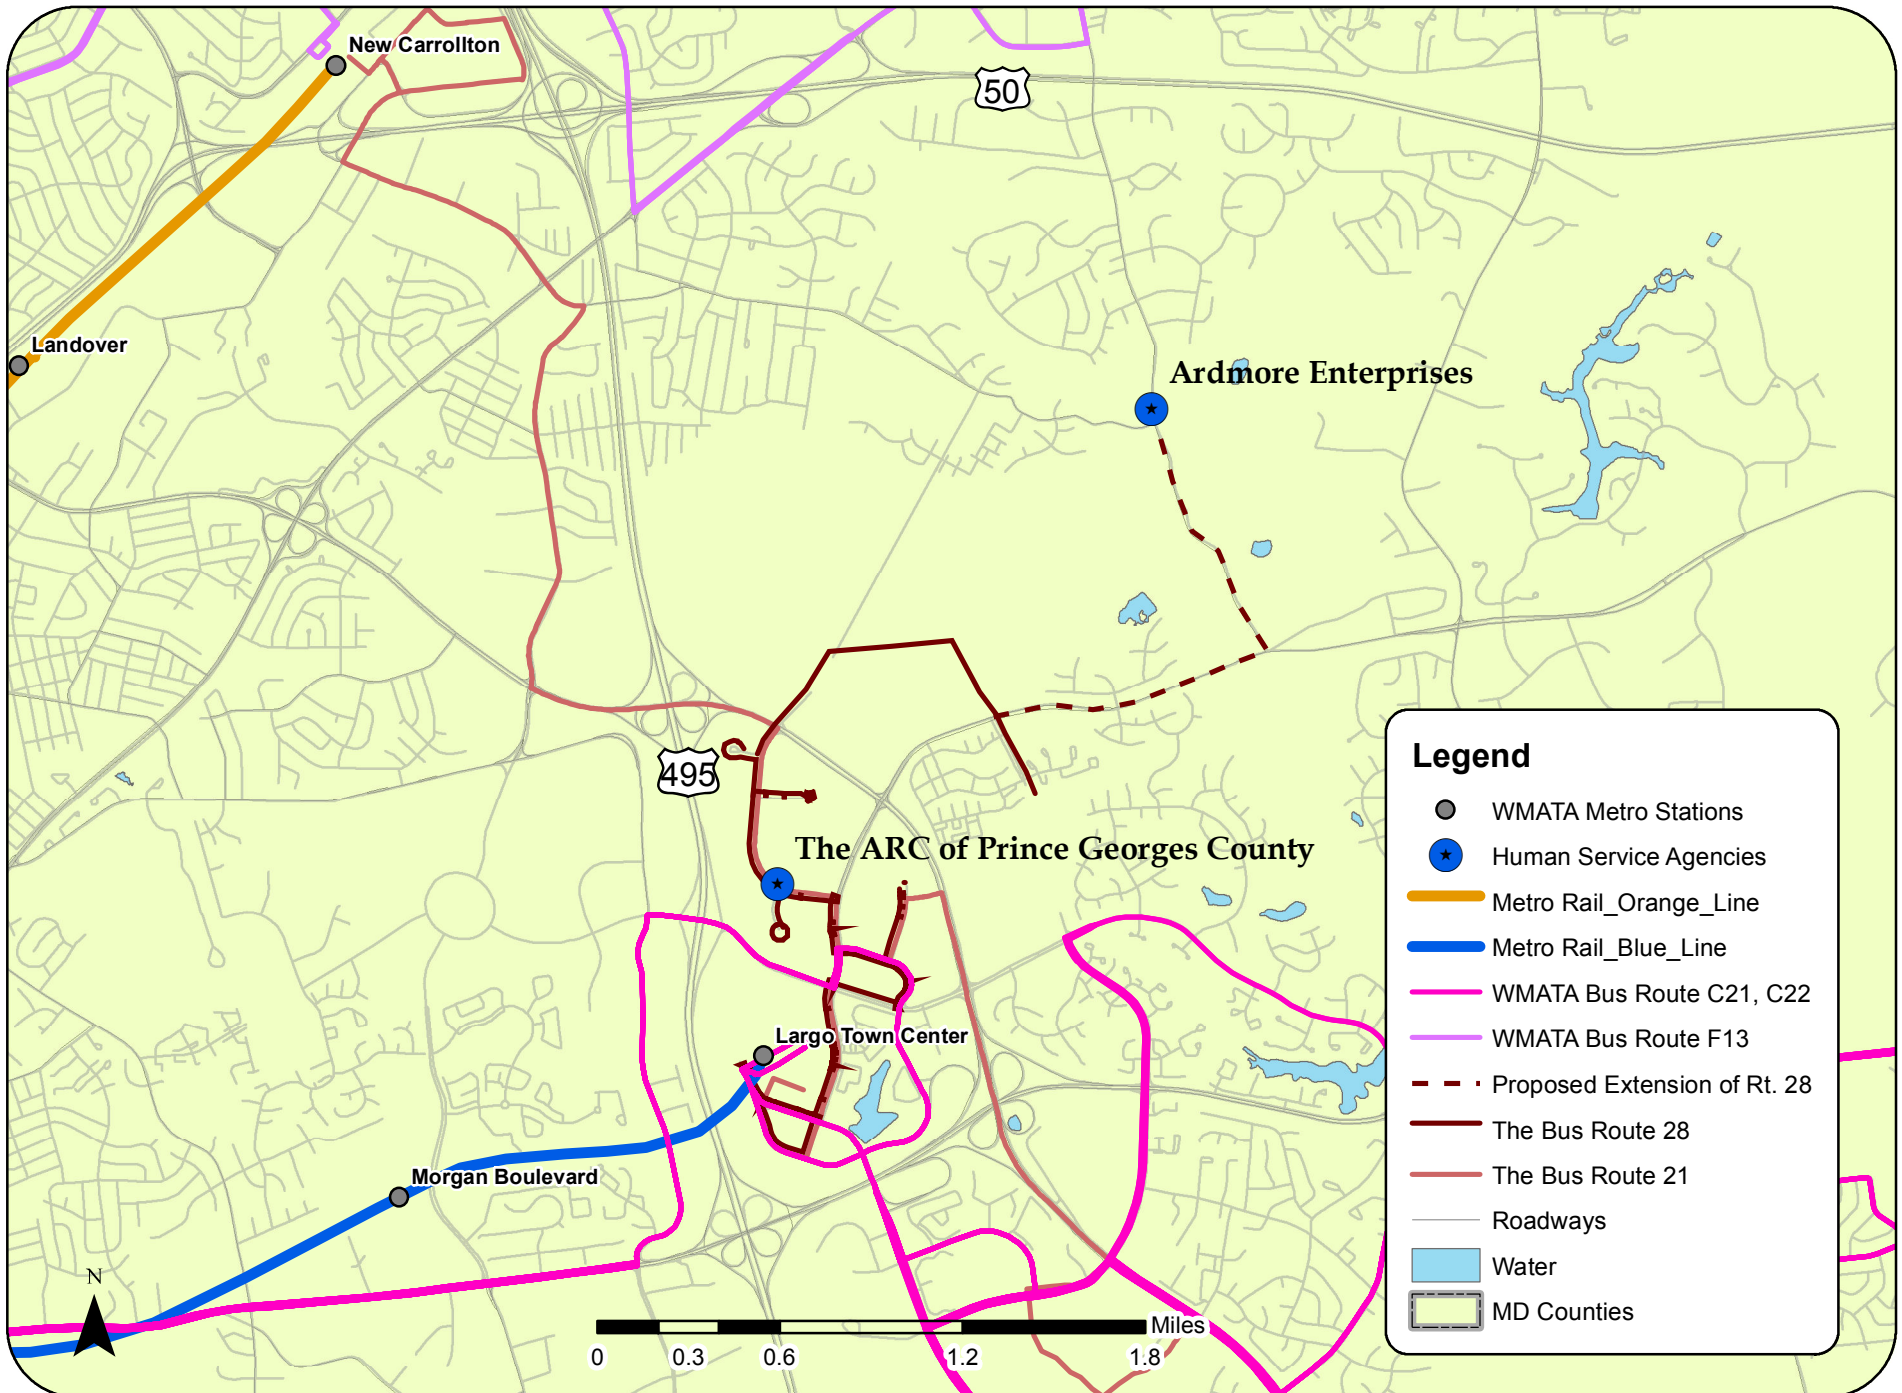 New Carrollton
50
Landover
Ardmore Enterprises
495
The ARC of Prince Georges County
Largo Town Center
Morgan Boulevard
N
Miles
0 0.3 0.6 1.2 1.8
Legend
WMATA Metro Stations
Human Service Agencies
Metro Rail_Orange_Line
Metro Rail_Blue_Line
WMATA Bus Route C21, C22
WMATA Bus Route F13
Proposed Extension of Rt. 28
The Bus Route 28
The Bus Route 21
Roadways
Water
MD Counties